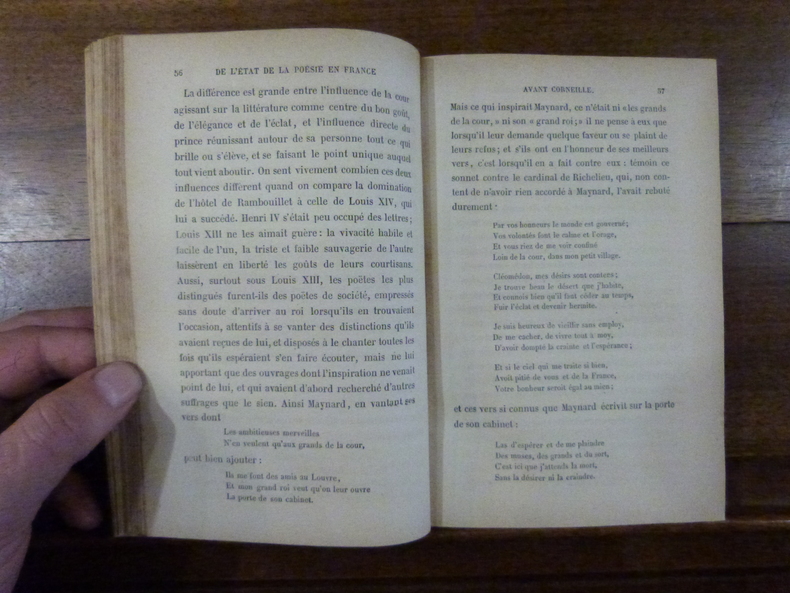 56 DE L'ÉTAT DE LA POÉSIE EN FRANCE
La différence est grande entre l'influence de la cour
agissant sur la littérature comme centre du bon goût,
de l'élégance et de l'éclat, et l'influence directe du
prince réunissant autour de sa personne tout ce qui
brille ou s'élève, et se faisant le point unique auquel
tout vient aboutir. On sent vivement combien ces deux
influences diffèrent quand on compare la domination
de l'hôtel de Rambouillet à celle de Louis XIV, qui
lui a succédé. Henri IV s'était peu occupé des lettres;
Louis XIII ne les aimait guère: la vivacité habile et
facile de l'un, la triste et faible sauvagerie de l'autre
laissèrent en liberté les goûts de leurs courtisans.
Aussi, surtout sous Louis XIII, les poëtes les plus
distingués furent-ils des poëtes de société, empressés
sans doute d'arriver au roi lorsqu'ils en trouvaient
l'occasion, attentifs à se vanter des distinctions qu'ils
avaient reçues de lui, et disposés à le chanter toutes les
fois qu'ils espéraient s'en faire écouter, mais ne lui
apportant que des ouvrages dont l'inspiration ne venait
point de lui, et qui avaient d'abord recherché d'autres
suffrages que le sien. Ainsi Maynard, en vantant ses
vers dont
Les ambitieuses merveilles
N'en veulent qu'aux grands de la cour,
peut bien ajouter:
Ils me font des amis au Louvre,
Et mon grand roi veut qu'on leur ouvre
La porte de son cabinet.
AVANT CORNEILLE. 57
Mais ce qui inspirait Maynard, ce n'était ni «les grands
de la cour,» ni son «grand roi;» il ne pense à eux que
lorsqu'il leur demande quelque faveur ou se plaint de
leurs refus; et s'ils ont en l'honneur de ses meilleurs
vers, c'est lorsqu'il en a fait contre eux: témoin ce
sonnet contre le cardinal de Richelieu, qui, non con-
tent de n'avoir rien accordé à Maynard, l'avait rebuté
durement:
Par vos honneurs le monde est gouverné;
Vos volontés font le calme et l'orage,
Et vous riez de me voir confiné
Loin de la cour, dans mon petit village.
Cléomédon, mes désirs sont contens;
Je trouve beau le désert que j'habite,
Et connois bien qu'il faut céder au temps,
Fuir l'éclat et devenir hermite.
Je suis heureux de vieillir sans employ,
De me cacher, de vivre tout à moy,
D'avoir dompté la crainte et l'espérance;
Et si le ciel qui me traite si bien,
Avoit pitié de vous et de la France,
Votre bonheur seroit égal au mien;
et ces vers si connus que Maynard écrivit sur la porte
de son cabinet:
Las d'espérer et de me plaindre
Des muses, des grands et du sort,
C'est ici que j'attends la mort,
Sans la désirer ni la craindre.